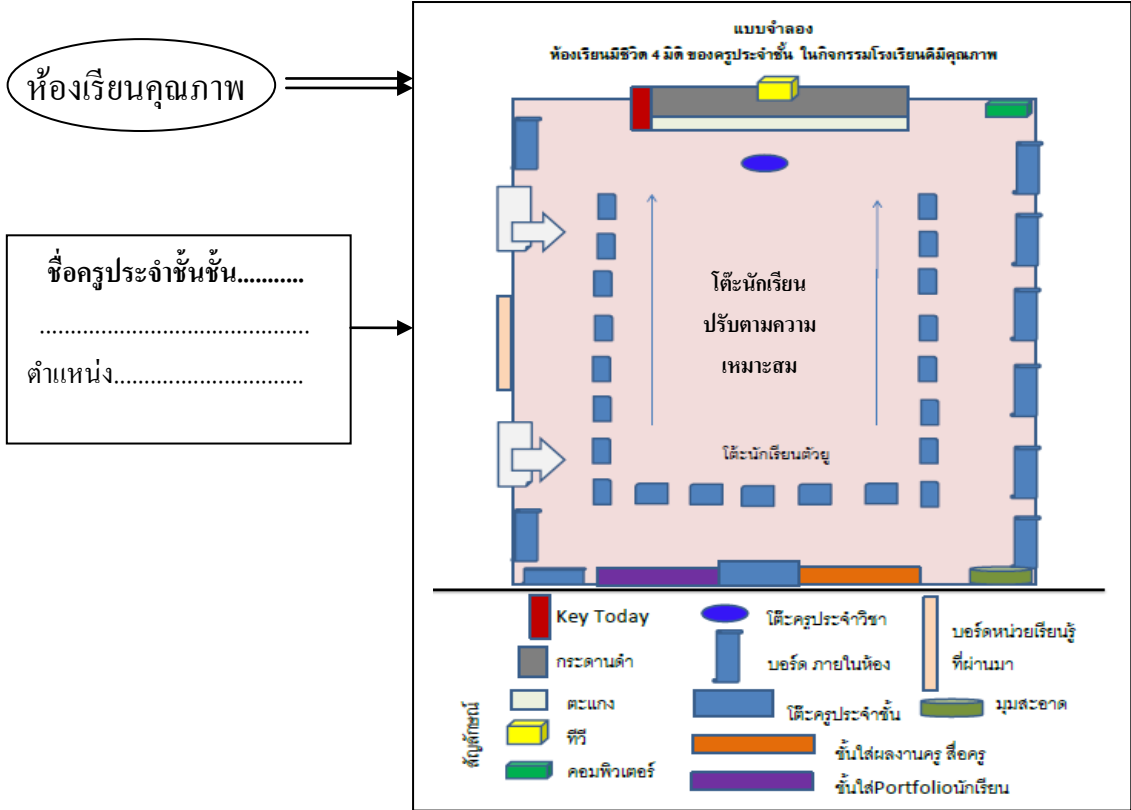 ห้องเรียนคุณภาพ
ชื่อครูประจำชั้นชั้น...........
..........................................
ตำแหน่ง.............................
แบบจำลอง
ห้องเรียนมีชีวิต 4 มิติ ของครูประจำชั้น ในกิจกรรมโรงเรียนดีมีคุณภาพ
โต๊ะนักเรียน
ปรับตามความ
เหมาะสม
โต๊ะนักเรียนตัวยู
สัญลักษณ์
Key Today
กระดานดำ
ตะแกง
ทีวี
คอมพิวเตอร์
โต๊ะครูประจำวิชา
บอร์ด ภายในห้อง
โต๊ะครูประจำชั้น
ชั้นใส่ผลงานครู สื่อครู
ชั้นใส่Portfolioนักเรียน
บอร์ดหน่วยเรียนรู้
ที่ผ่านมา
มุมสะอาด